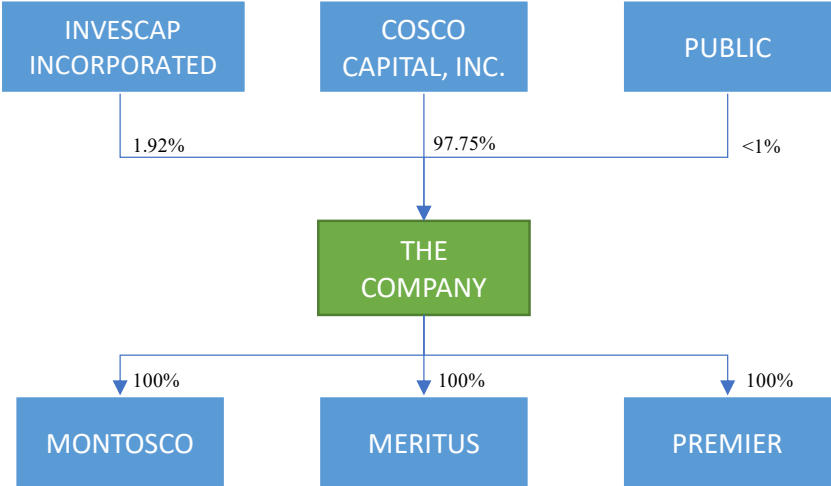 INVESCAP
INCORPORATED
COSCO
CAPITAL, INC.
PUBLIC
1.92%
97.75%
<1%
THE
COMPANY
100%
100%
100%
MONTOSCO
MERITUS
PREMIER